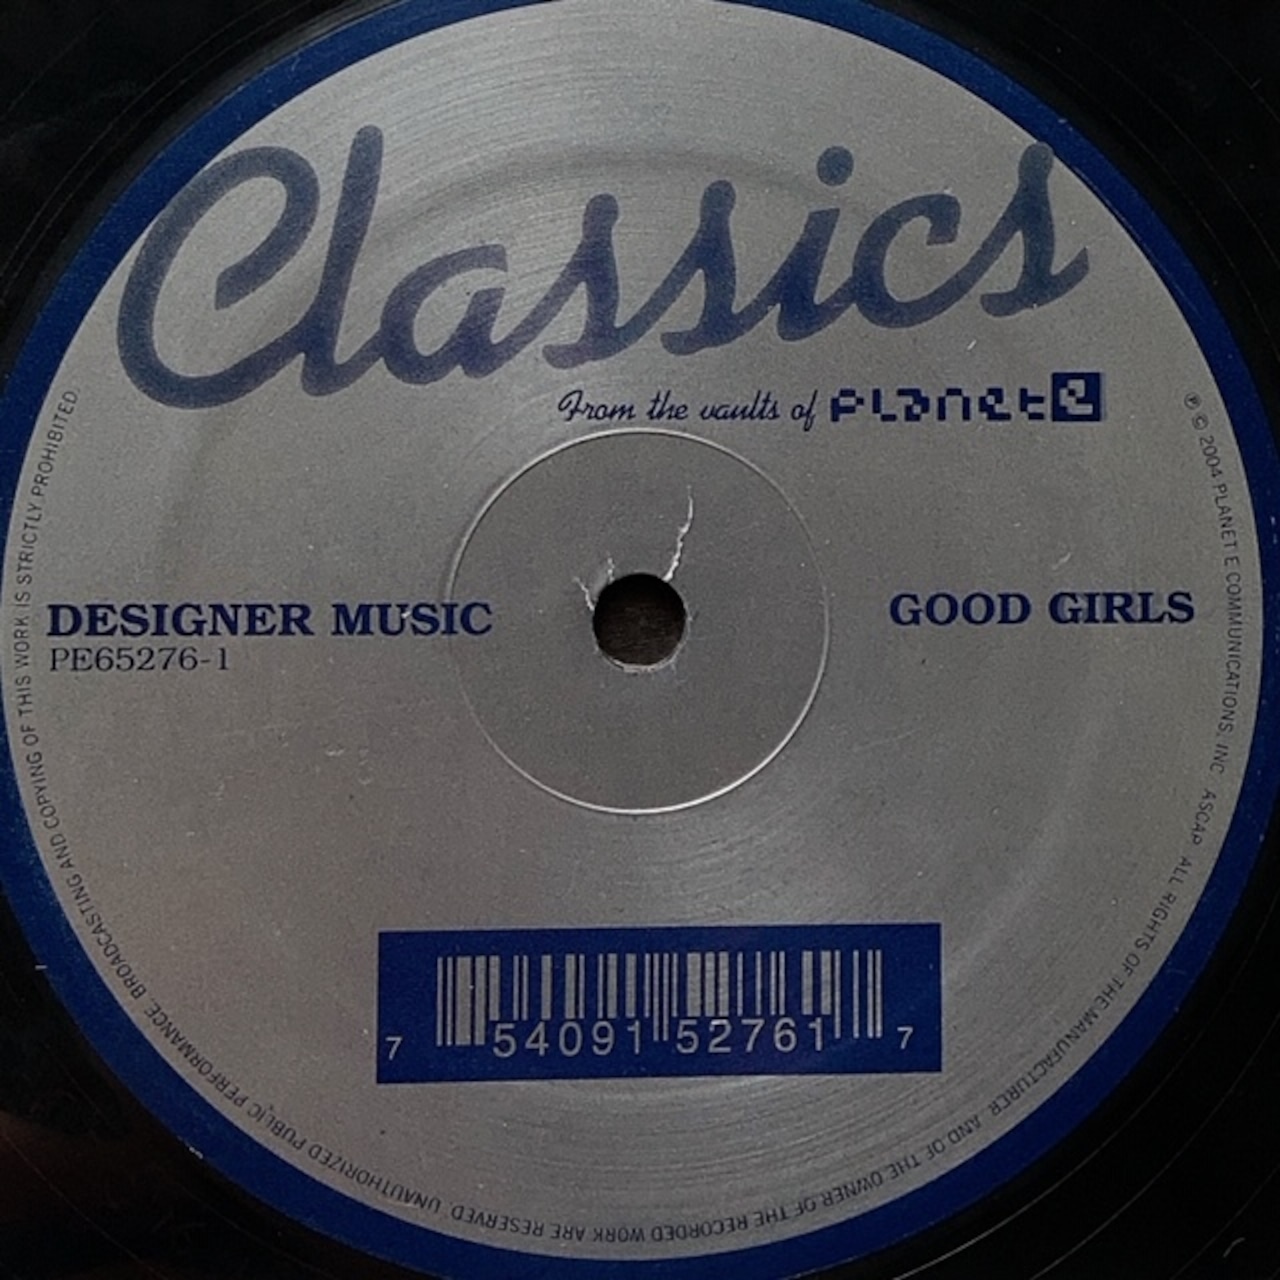 Classics
From the vaults of planet e
DESIGNER MUSIC
PE65276-1
GOOD GIRLS
7 54091 52761 7
℗ © 2004 PLANET E COMMUNICATIONS, INC. ASCAP. ALL RIGHTS OF THE MANUFACTURER AND OF THE OWNER OF THE RECORDED WORK ARE RESERVED. UNAUTHORIZED PUBLIC PERFORMANCE, BROADCASTING AND COPYING OF THIS WORK IS STRICTLY PROHIBITED.